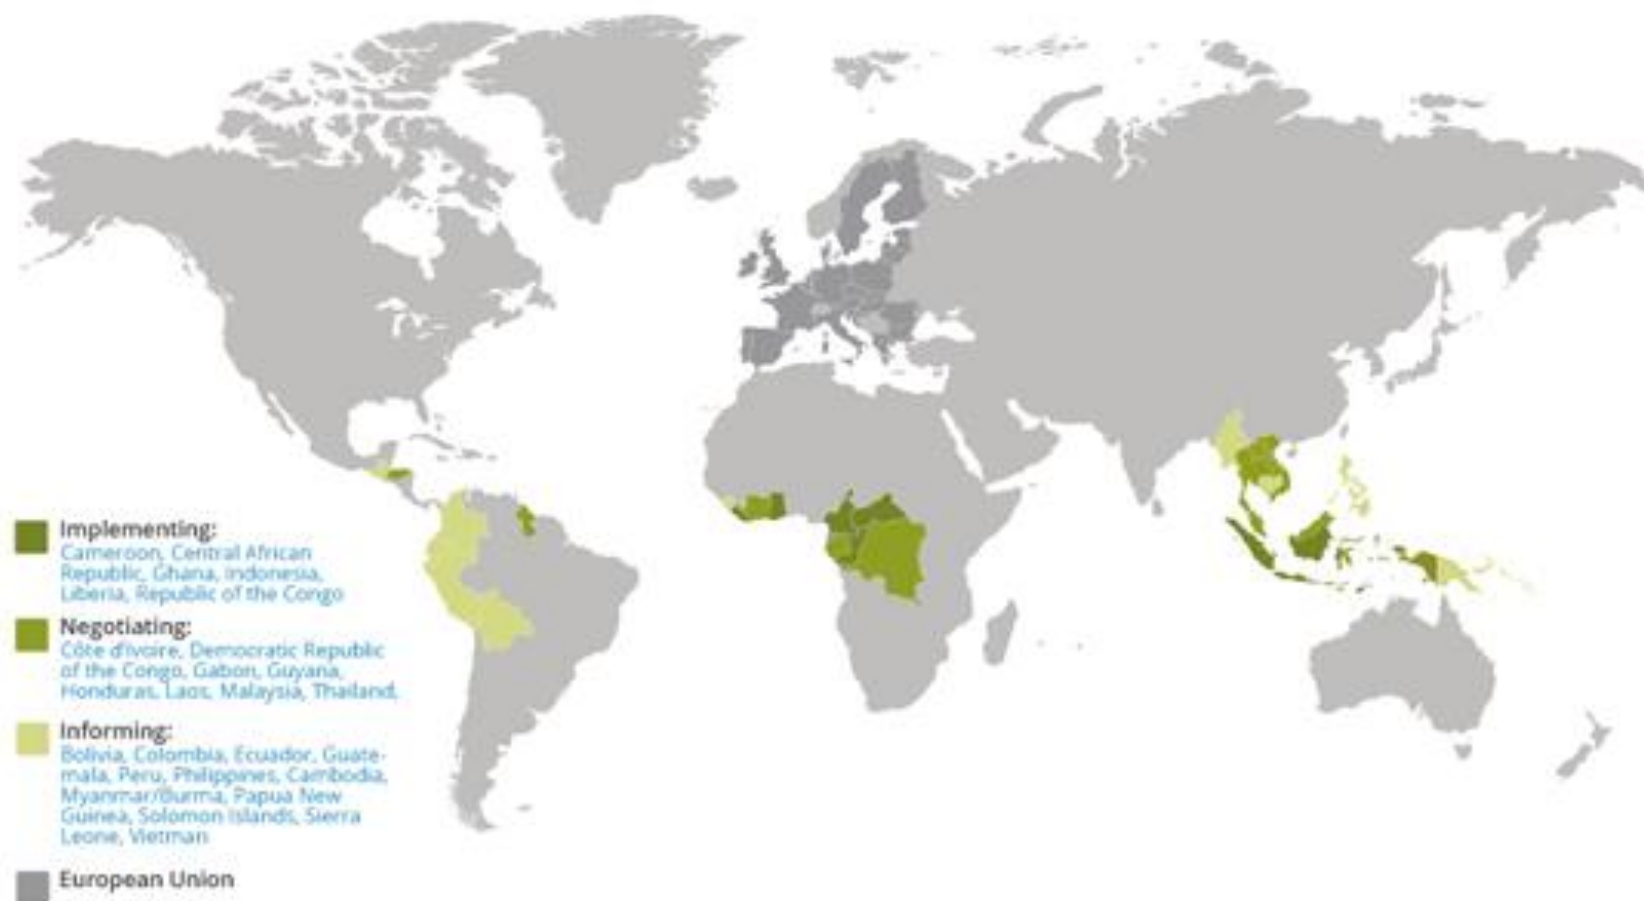 Implementing:
Cameroon, Central African
Republic, Ghana, Indonesia,
Liberia, Republic of the Congo
Negotiating:
Côte d'Ivoire, Democratic Republic
of the Congo, Gabon, Guyana,
Honduras, Laos, Malaysia, Thailand,
Informing:
Bolivia, Colombia, Ecuador, Guate-
mala, Peru, Philippines, Cambodia,
Myanmar/Burma, Papua New
Guinea, Solomon Islands, Sierra
Leone, Vietman
European Union